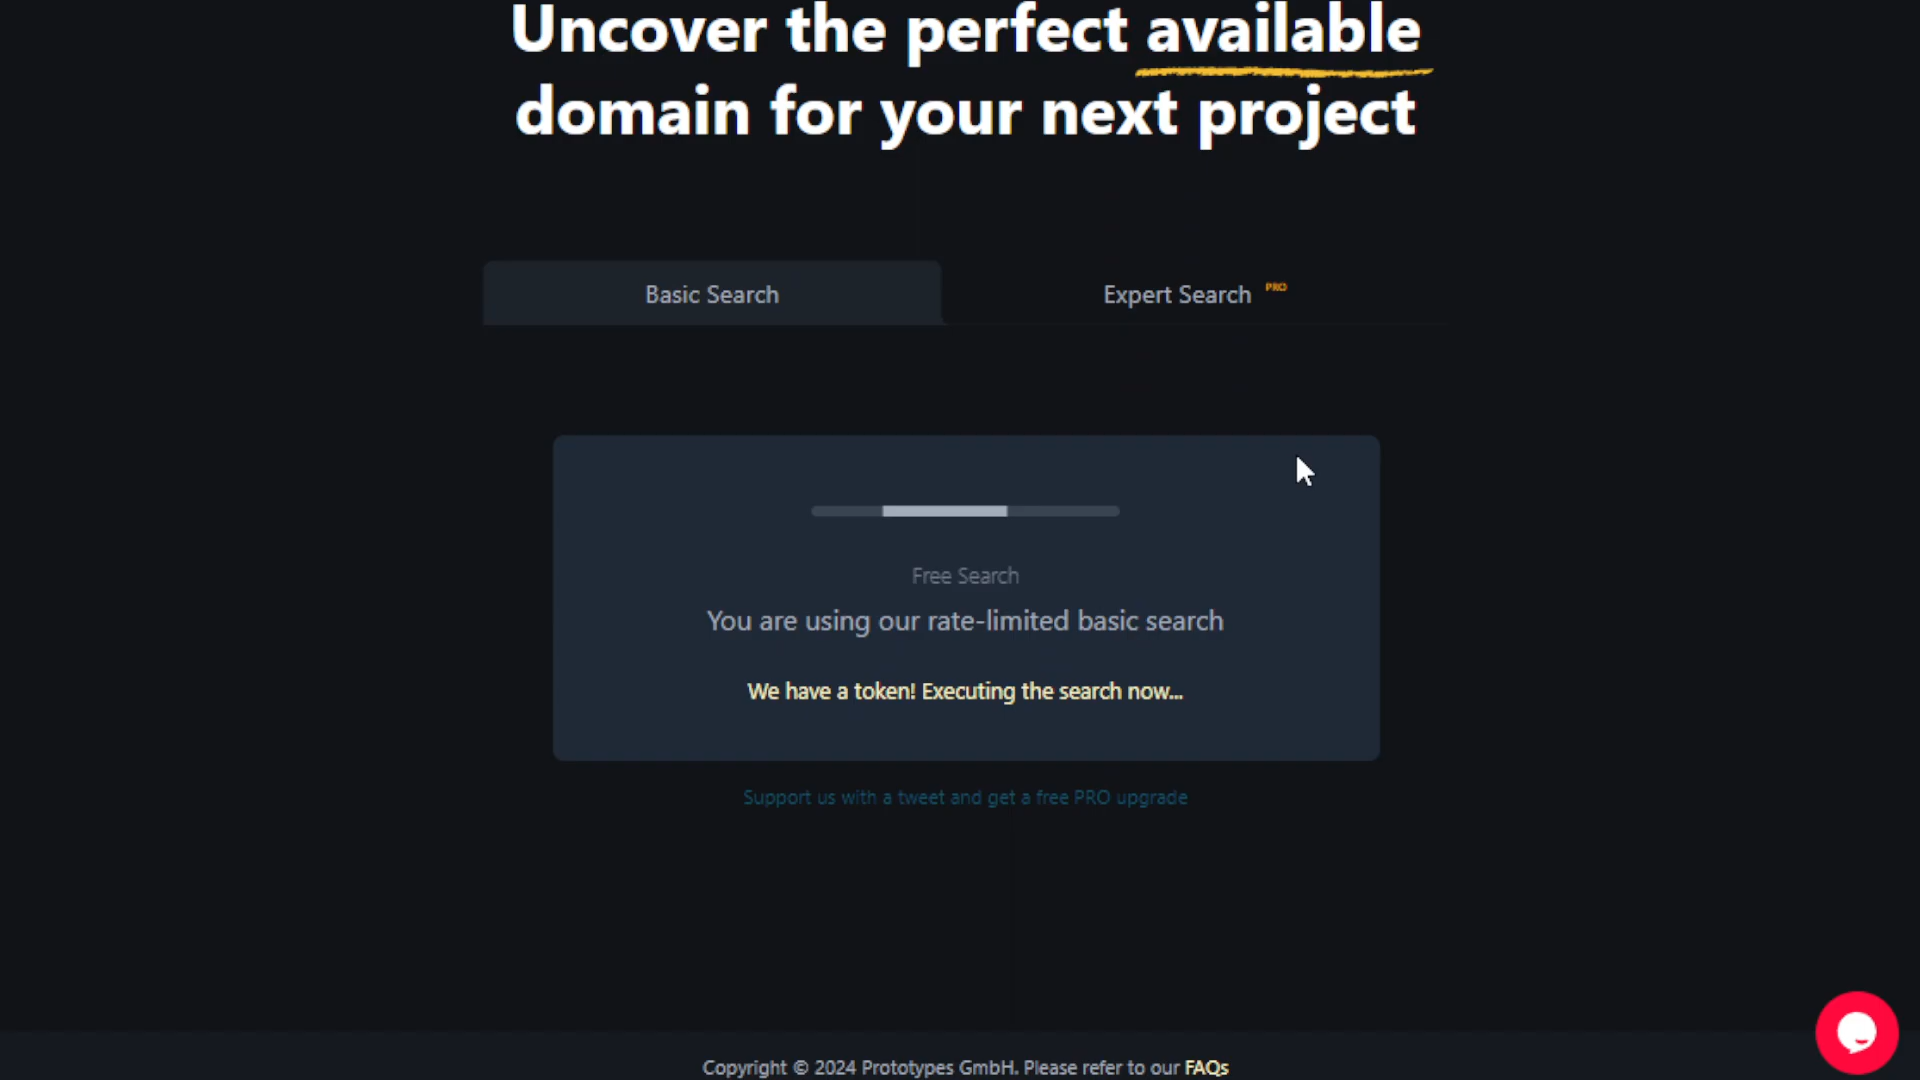 Uncover the perfect available
domain for your next project
Basic Search
Expert Search PRO
Free Search
You are using our rate-limited basic search
We have a token! Executing the search now...
Support us with a tweet and get a free PRO upgrade
Copyright © 2024 Prototypes GmbH. Please refer to our FAQs